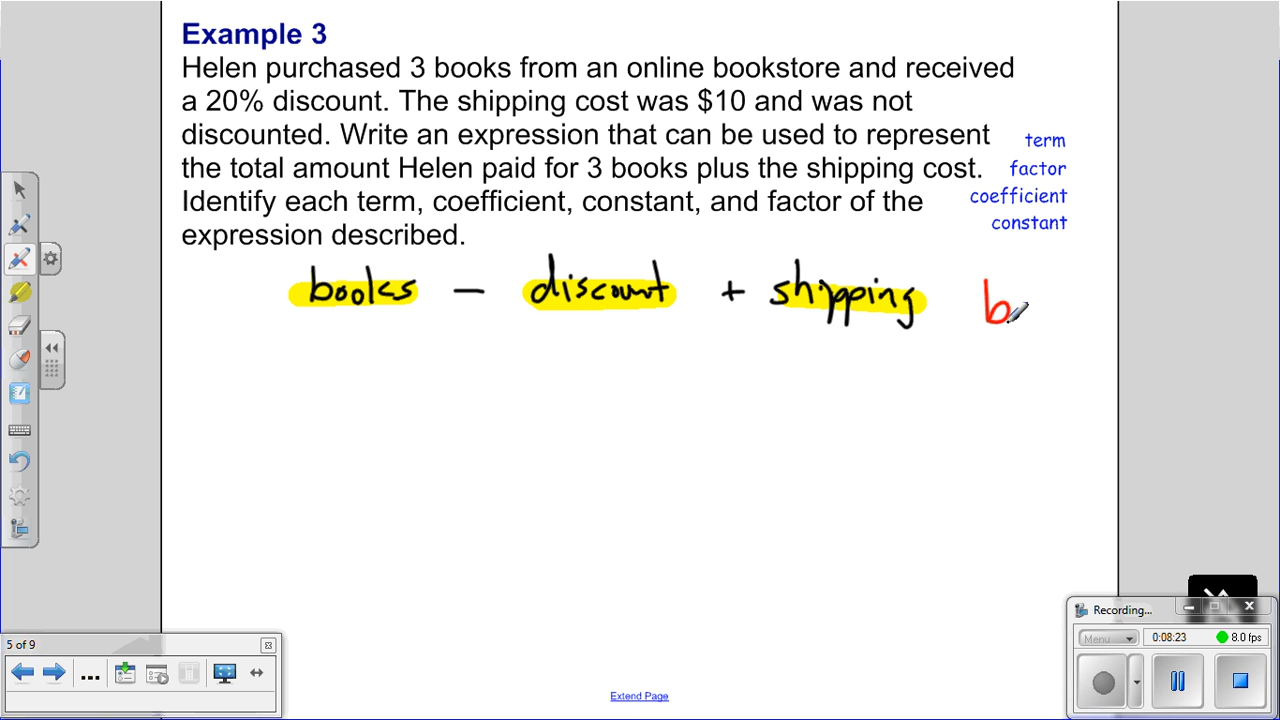 Example 3
Helen purchased 3 books from an online bookstore and received
a 20% discount. The shipping cost was $10 and was not
discounted. Write an expression that can be used to represent
the total amount Helen paid for 3 books plus the shipping cost.
Identify each term, coefficient, constant, and factor of the
expression described.
term
factor
coefficient
constant
books - discount + shipping b
Recording...
Menu 0:08:23 8.0 fps
5 of 9
Extend Page